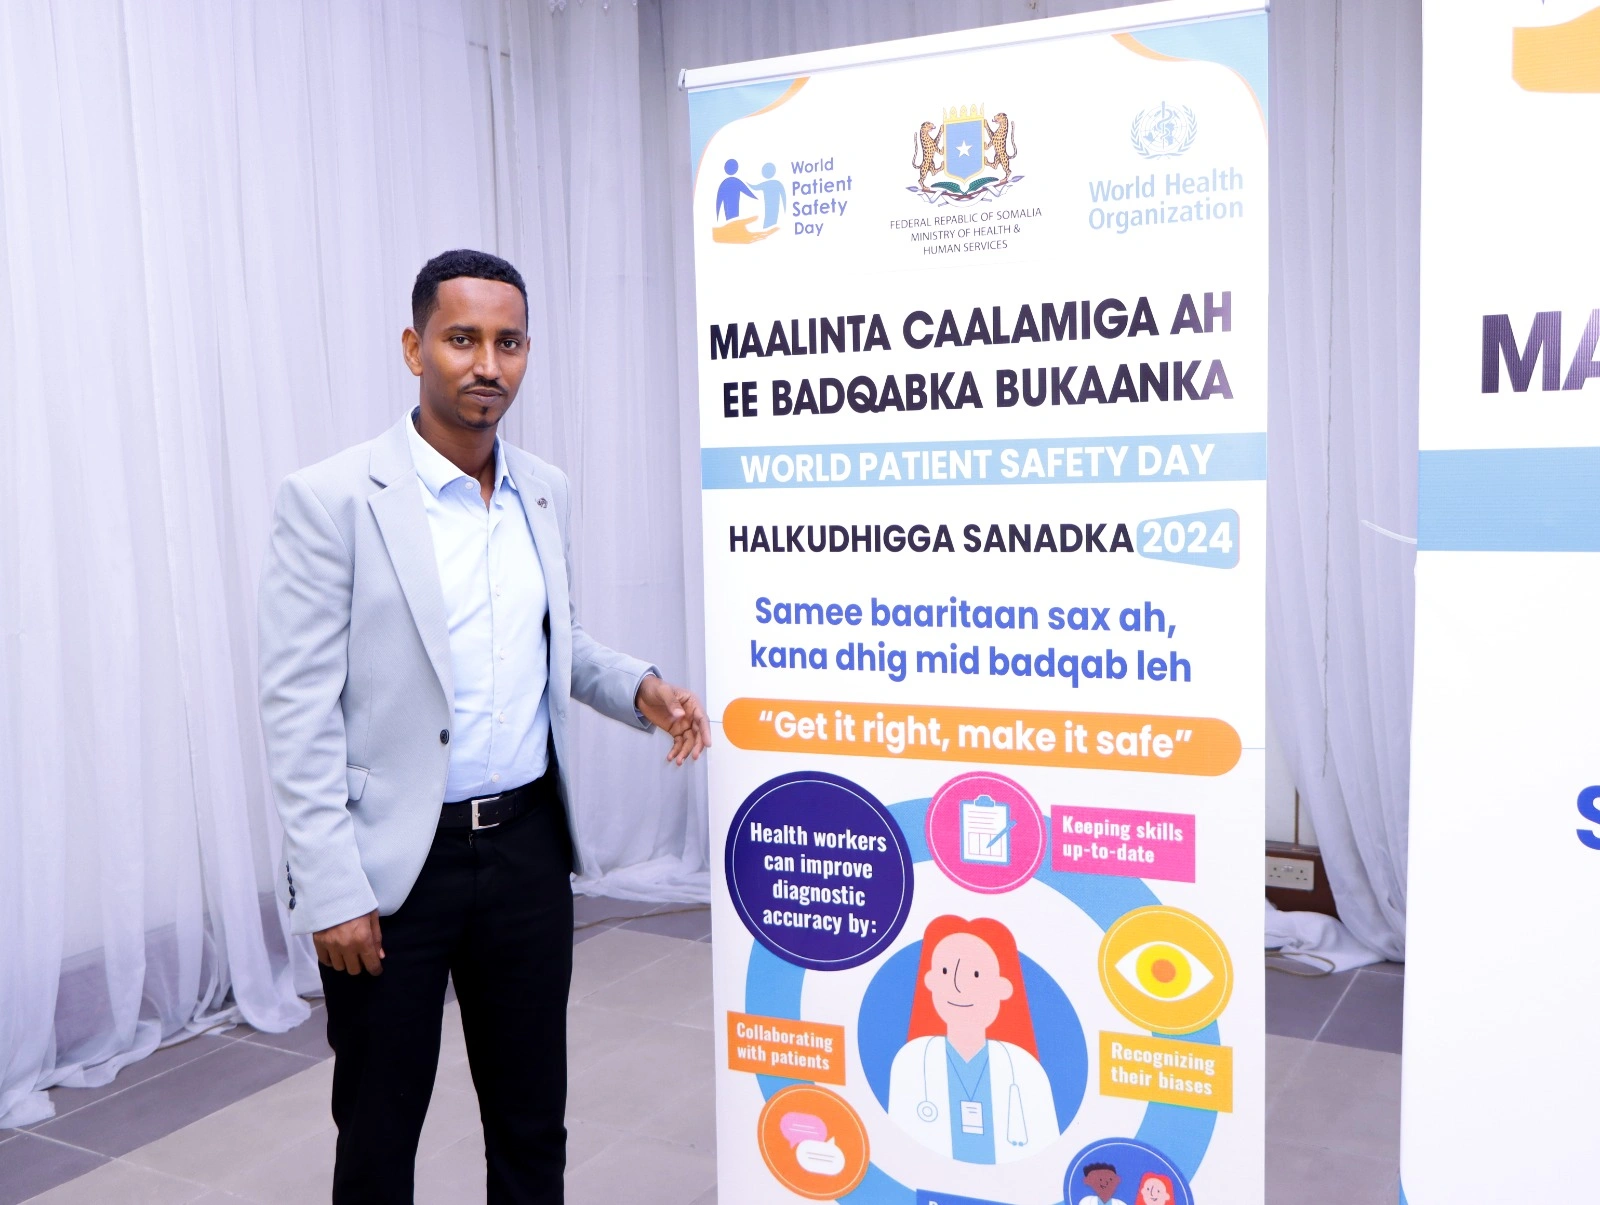 World
Patient
Safety
Day
FEDERAL REPABLIC OF SOMALIA
MINISTRY OF HEALTH &
HUMAN SERVICES
World Health
Organization
MAALINTA CAALAMIGA AH
EE BADQABKA BUKAANKA
WORLD PATIENT SAFETY DAY
HALKUDHIGGA SANADKA 2024
Samee baaritaan sax ah,
kana dhig mid badqab leh
“Get it right, make it safe”
Health workers
can improve
diagnostic
accuracy by:
Keeping skills
up-to-date
Recognizing
their biases
Collaborating
with patients
MA
S